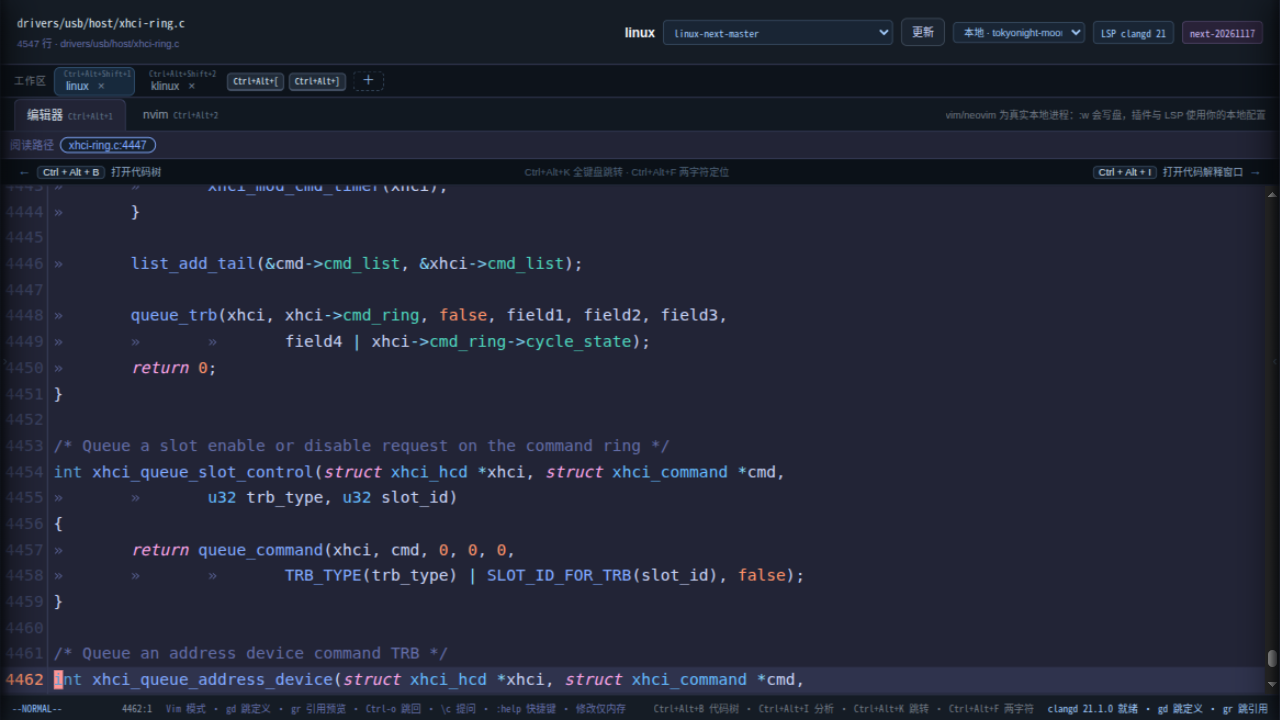 drivers/usb/host/xhci-ring.c
4547 行 · drivers/usb/host/xhci-ring.c
linux linux-next-master 更新 本地 · tokyonight-moon LSP clangd 21 next-20261117
工作区 Ctrl+Alt+Shift+1 linux × Ctrl+Alt+Shift+2 klinux × Ctrl+Alt+[ Ctrl+Alt+] +
编辑器 Ctrl+Alt+1 nvim Ctrl+Alt+2 vim/neovim 为真实本地进程：:w 会写盘，插件与 LSP 使用你的本地配置
阅读路径 xhci-ring.c:4447
← Ctrl + Alt + B 打开代码树 Ctrl+Alt+K 全键盘跳转 · Ctrl+Alt+F 两字符定位 Ctrl + Alt + I 打开代码解释窗口 →
4443 » » xhci_mod_cmd_timer(xhci);
4444 » }
4445
4446 » list_add_tail(&cmd->cmd_list, &xhci->cmd_list);
4447
4448 » queue_trb(xhci, xhci->cmd_ring, false, field1, field2, field3,
4449 » » » field4 | xhci->cmd_ring->cycle_state);
4450 » return 0;
4451 }
4452
4453 /* Queue a slot enable or disable request on the command ring */
4454 int xhci_queue_slot_control(struct xhci_hcd *xhci, struct xhci_command *cmd,
4455 » » u32 trb_type, u32 slot_id)
4456 {
4457 » return queue_command(xhci, cmd, 0, 0, 0,
4458 » » » TRB_TYPE(trb_type) | SLOT_ID_FOR_TRB(slot_id), false);
4459 }
4460
4461 /* Queue an address device command TRB */
4462 int xhci_queue_address_device(struct xhci_hcd *xhci, struct xhci_command *cmd,
--NORMAL-- 4462:1 Vim 模式 · gd 跳定义 · gr 引用预览 · Ctrl-o 跳回 · \c 提问 · :help 快捷键 · 修改仅内存 Ctrl+Alt+B 代码树 · Ctrl+Alt+I 分析 · Ctrl+Alt+K 跳转 · Ctrl+Alt+F 两字符 clangd 21.1.0 就绪 · gd 跳定义 · gr 跳引用